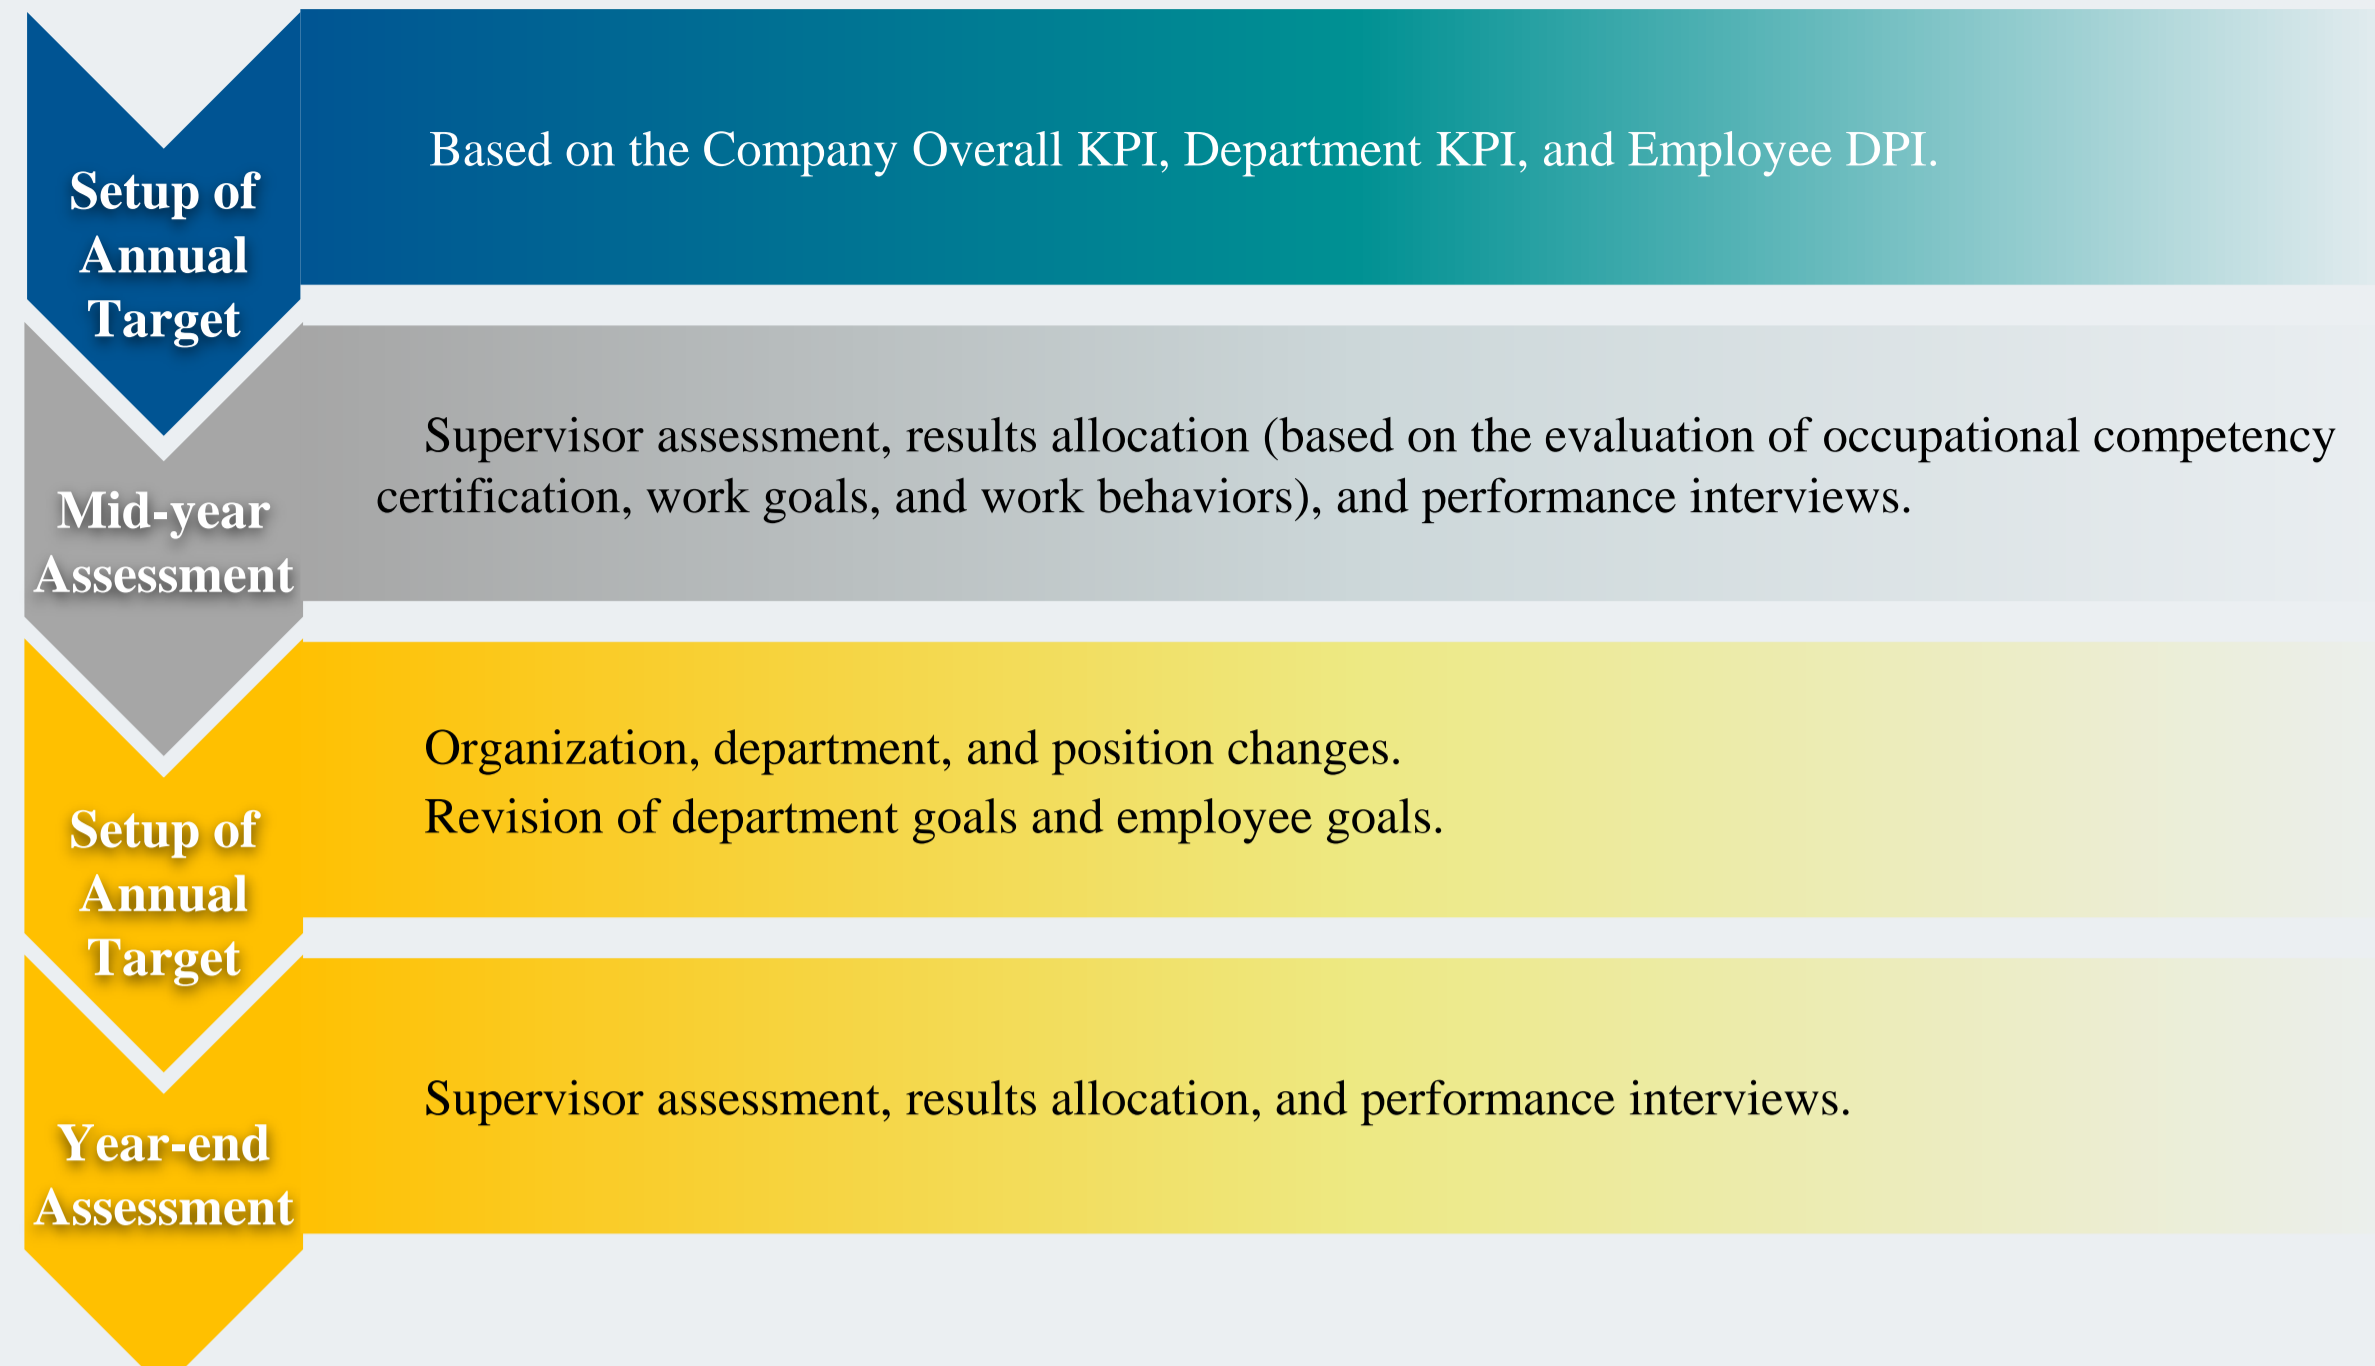 Setup of
Annual
Target
Based on the Company Overall KPI, Department KPI, and Employee DPI.
Mid-year
Assessment
Supervisor assessment, results allocation (based on the evaluation of occupational competency
certification, work goals, and work behaviors), and performance interviews.
Setup of
Annual
Target
Organization, department, and position changes.
Revision of department goals and employee goals.
Year-end
Assessment
Supervisor assessment, results allocation, and performance interviews.